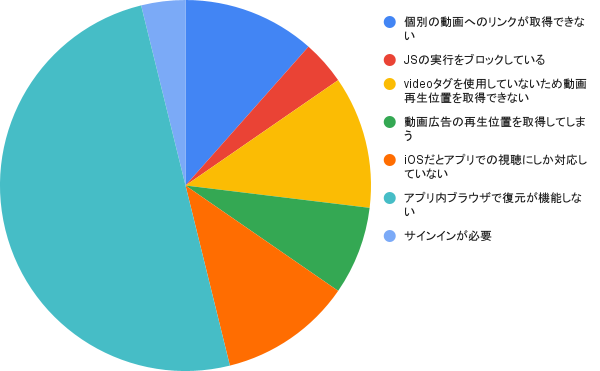 個別の動画へのリンクが取得できな
い
JSの実行をブロックしている
videoタグを使用していないため動画
再生位置を取得できない
動画広告の再生位置を取得してしま
う
iOSだとアプリでの視聴にしか対応し
ていない
アプリ内ブラウザで復元が機能しな
い
サインインが必要